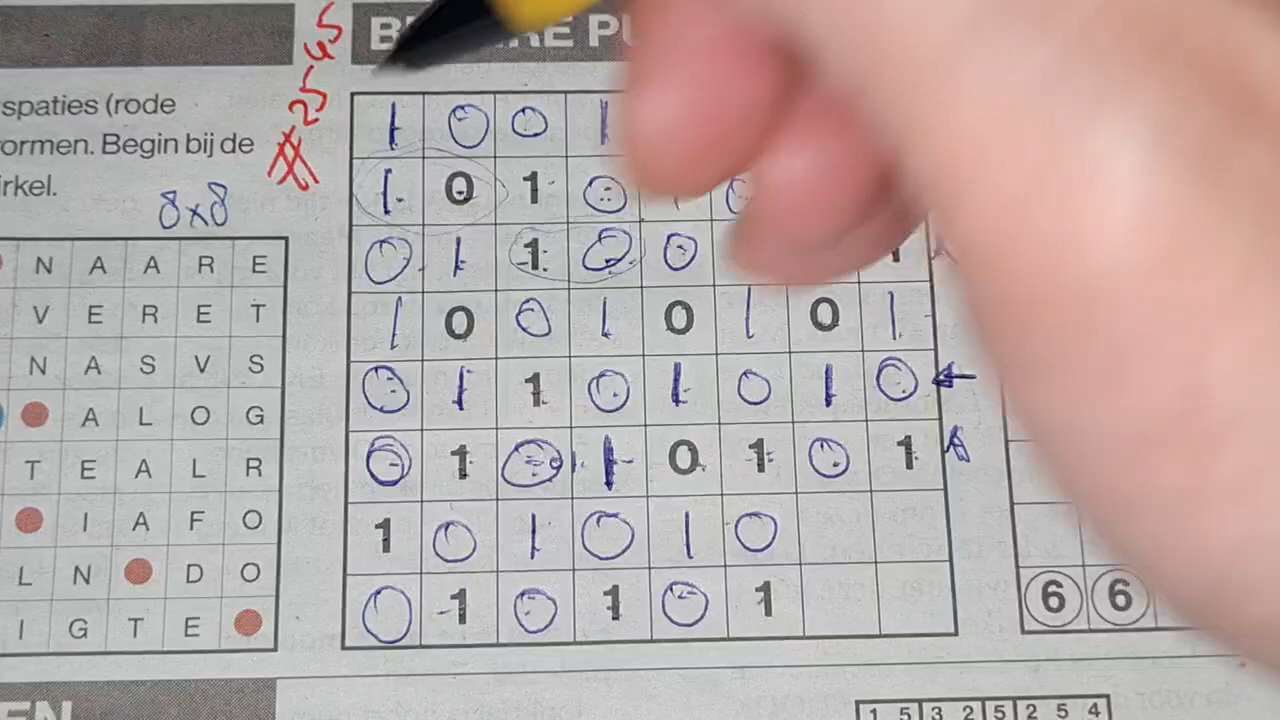 #2545
spaties (rode
ormen. Begin bij de
irkel.
8x8
N A A R E
V E R E T
N A S V S
A L O G
T E A L R
I A F O
L N D O
I G T E
EN
1 0 0 1
1 0 1 0
0 1 1 0 0 1
1 0 0 1 0 1 0 1
0 1 1 0 1 0 1 0
0 1 0 1 0 1 0 1
1 0 1 0 1 0
0 1 0 1 0 1
6 6
1 5 3 2 5 2 5 4